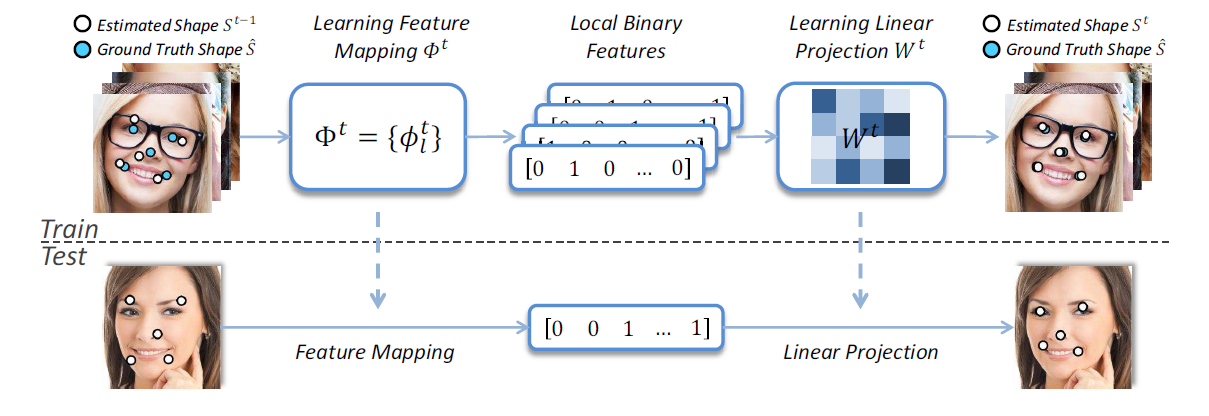 Estimated Shape S^{t−1}
Ground Truth Shape Ŝ
Learning Feature
Mapping Φ^t
Local Binary
Features
Learning Linear
Projection W^t
Estimated Shape S^t
Ground Truth Shape Ŝ
Φ^t = {ϕ_l^t}
[0 1 0 … 0]
W^t
Train
Test
[0 0 1 … 1]
Feature Mapping
Linear Projection